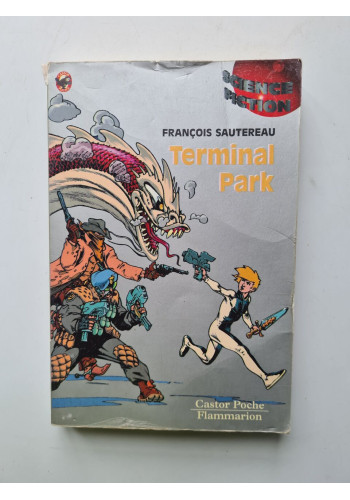 SCIENCE
FICTION
FRANÇOIS SAUTEREAU
Terminal
Park
Castor Poche
Flammarion